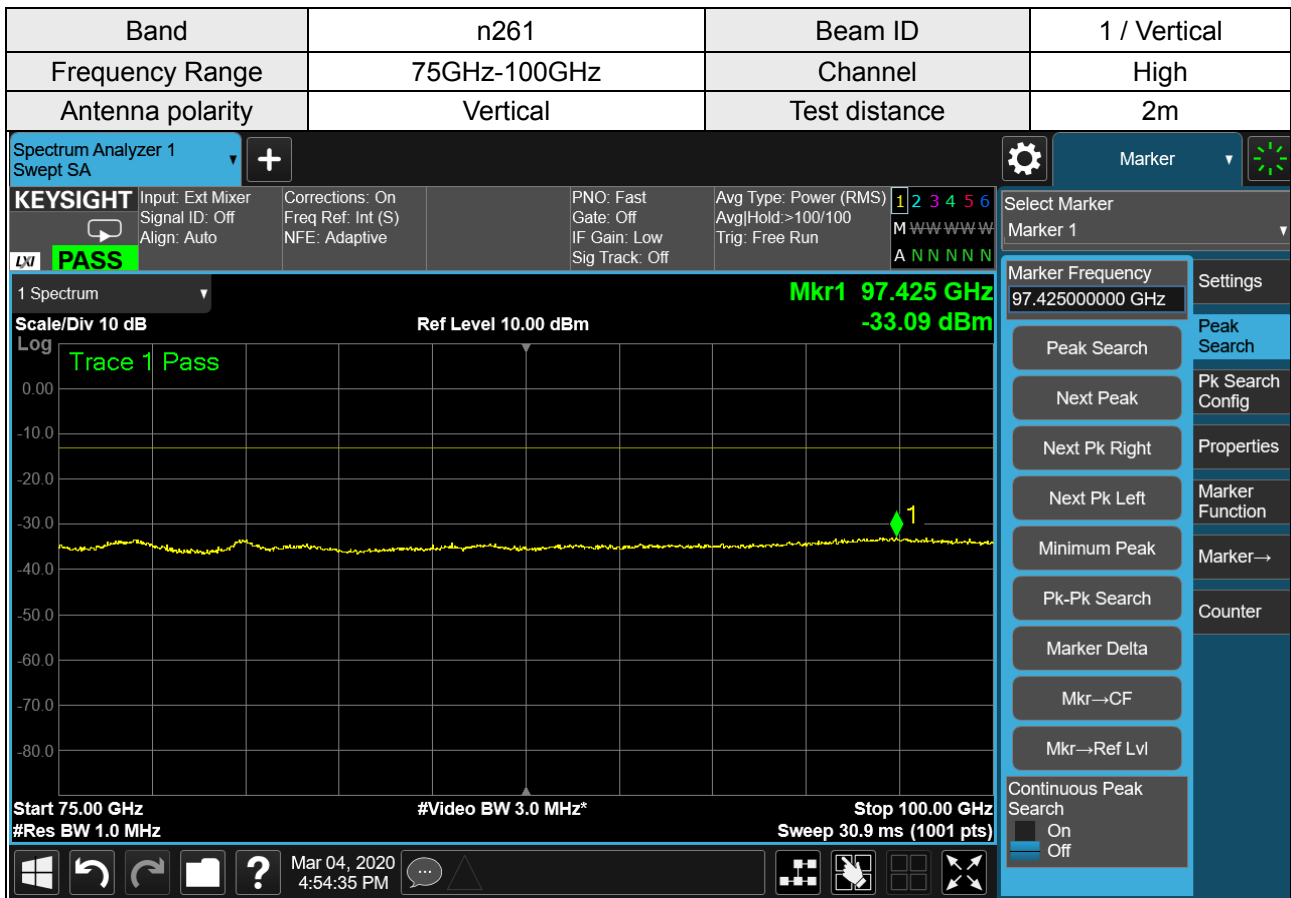 Band n261 Beam ID 1 / Vertical
Frequency Range 75GHz-100GHz Channel High
Antenna polarity Vertical Test distance 2m
Spectrum Analyzer 1
Swept SA
+
Marker
KEYSIGHT
LXI
PASS
Input: Ext Mixer
Signal ID: Off
Align: Auto
Corrections: On
Freq Ref: Int (S)
NFE: Adaptive
PNO: Fast
Gate: Off
IF Gain: Low
Sig Track: Off
Avg Type: Power (RMS)
Avg|Hold:>100/100
Trig: Free Run
1 2 3 4 5 6
M W W W W W
A N N N N N
1 Spectrum
Mkr1 97.425 GHz
-33.09 dBm
Scale/Div 10 dB
Ref Level 10.00 dBm
Log
Trace 1 Pass
0.00
-10.0
-20.0
-30.0
-40.0
-50.0
-60.0
-70.0
-80.0
1
Start 75.00 GHz
#Video BW 3.0 MHz*
Stop 100.00 GHz
#Res BW 1.0 MHz
Sweep 30.9 ms (1001 pts)
Select Marker
Marker 1
Marker Frequency
97.425000000 GHz
Peak Search
Next Peak
Next Pk Right
Next Pk Left
Minimum Peak
Pk-Pk Search
Marker Delta
Mkr→CF
Mkr→Ref Lvl
Continuous Peak
Search
On
Off
Settings
Peak
Search
Pk Search
Config
Properties
Marker
Function
Marker→
Counter
?
Mar 04, 2020
4:54:35 PM